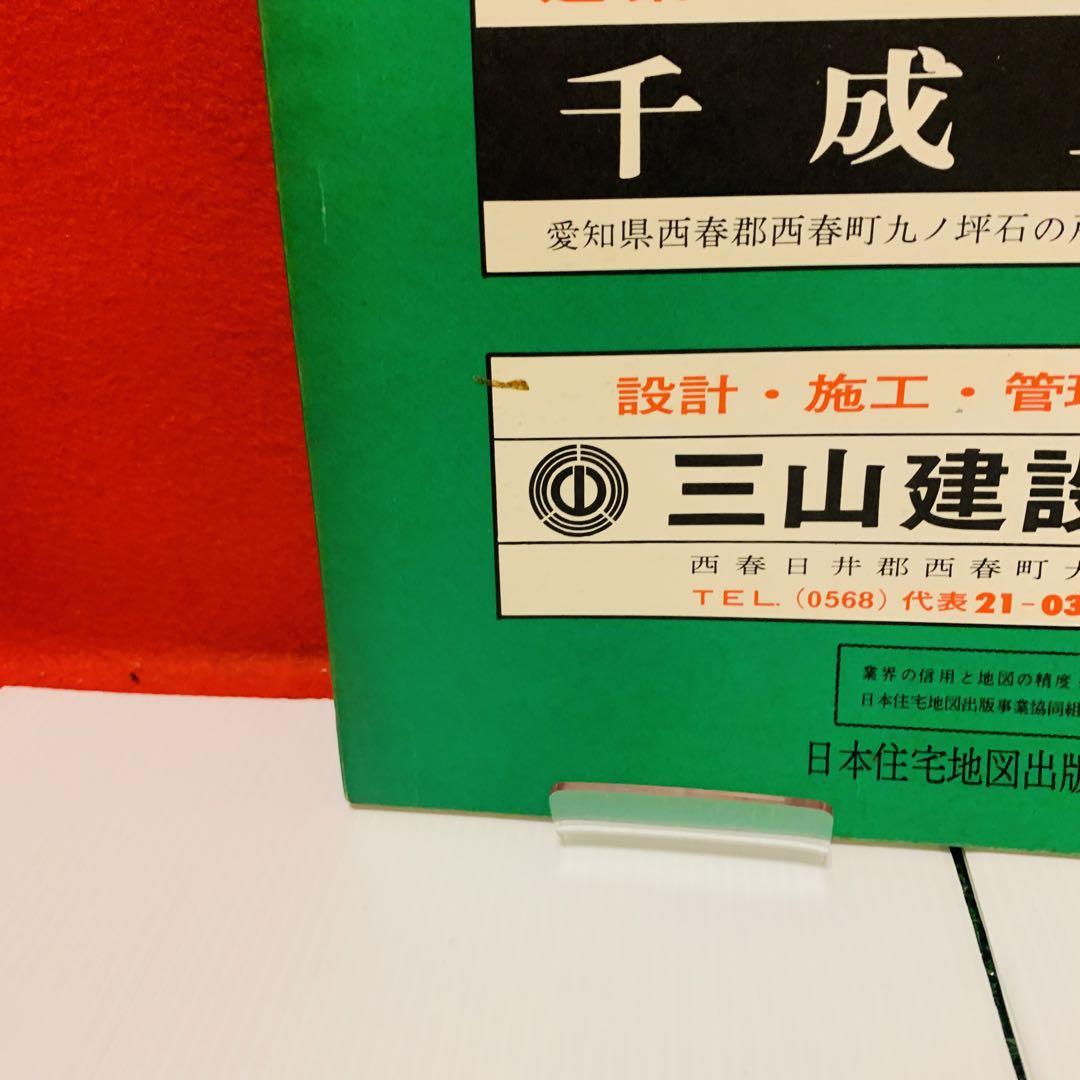 千成
愛知県西春郡西春町九ノ坪石の
設計・施工・管理
三山建設
西春日井郡西春町
TEL.(0568)代表21-03
業界の信用と地図の精度
日本住宅地図出版事業協同組
日本住宅地図出版